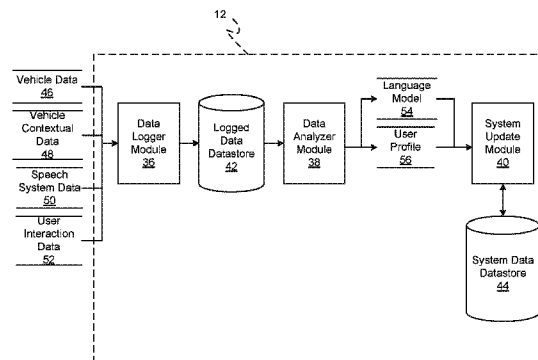 12
Vehicle Data
46
Vehicle
Contextual
Data
48
Speech
System Data
50
User
Interaction
Data
52
Data
Logger
Module
36
Logged
Data
Datastore
42
Data
Analyzer
Module
38
Language
Model
54
User
Profile
56
System
Update
Module
40
System Data
Datastore
44